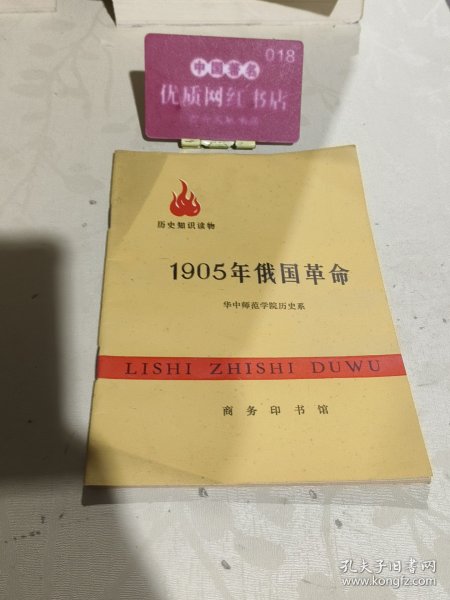 018
中国著名
优质网红书店
历史知识读物
1905年俄国革命
华中师范学院历史系
LISHI ZHISHI DUWU
商务印书馆
孔夫子旧书网
www.kongfz.com